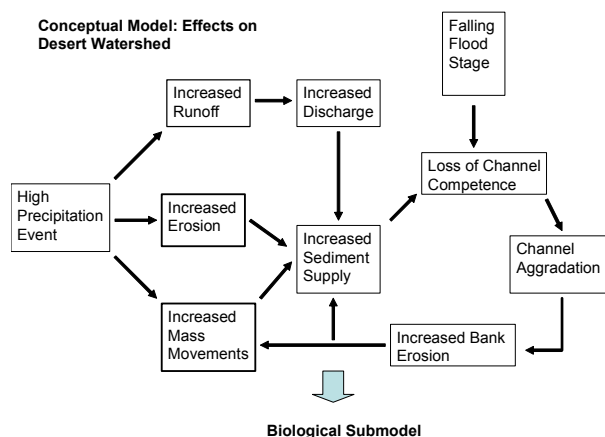 Conceptual Model: Effects on
Desert Watershed
Falling
Flood
Stage
Increased
Runoff
Increased
Discharge
Loss of Channel
Competence
High
Precipitation
Event
Increased
Erosion
Increased
Sediment
Supply
Channel
Aggradation
Increased
Mass
Movements
Increased Bank
Erosion
Biological Submodel